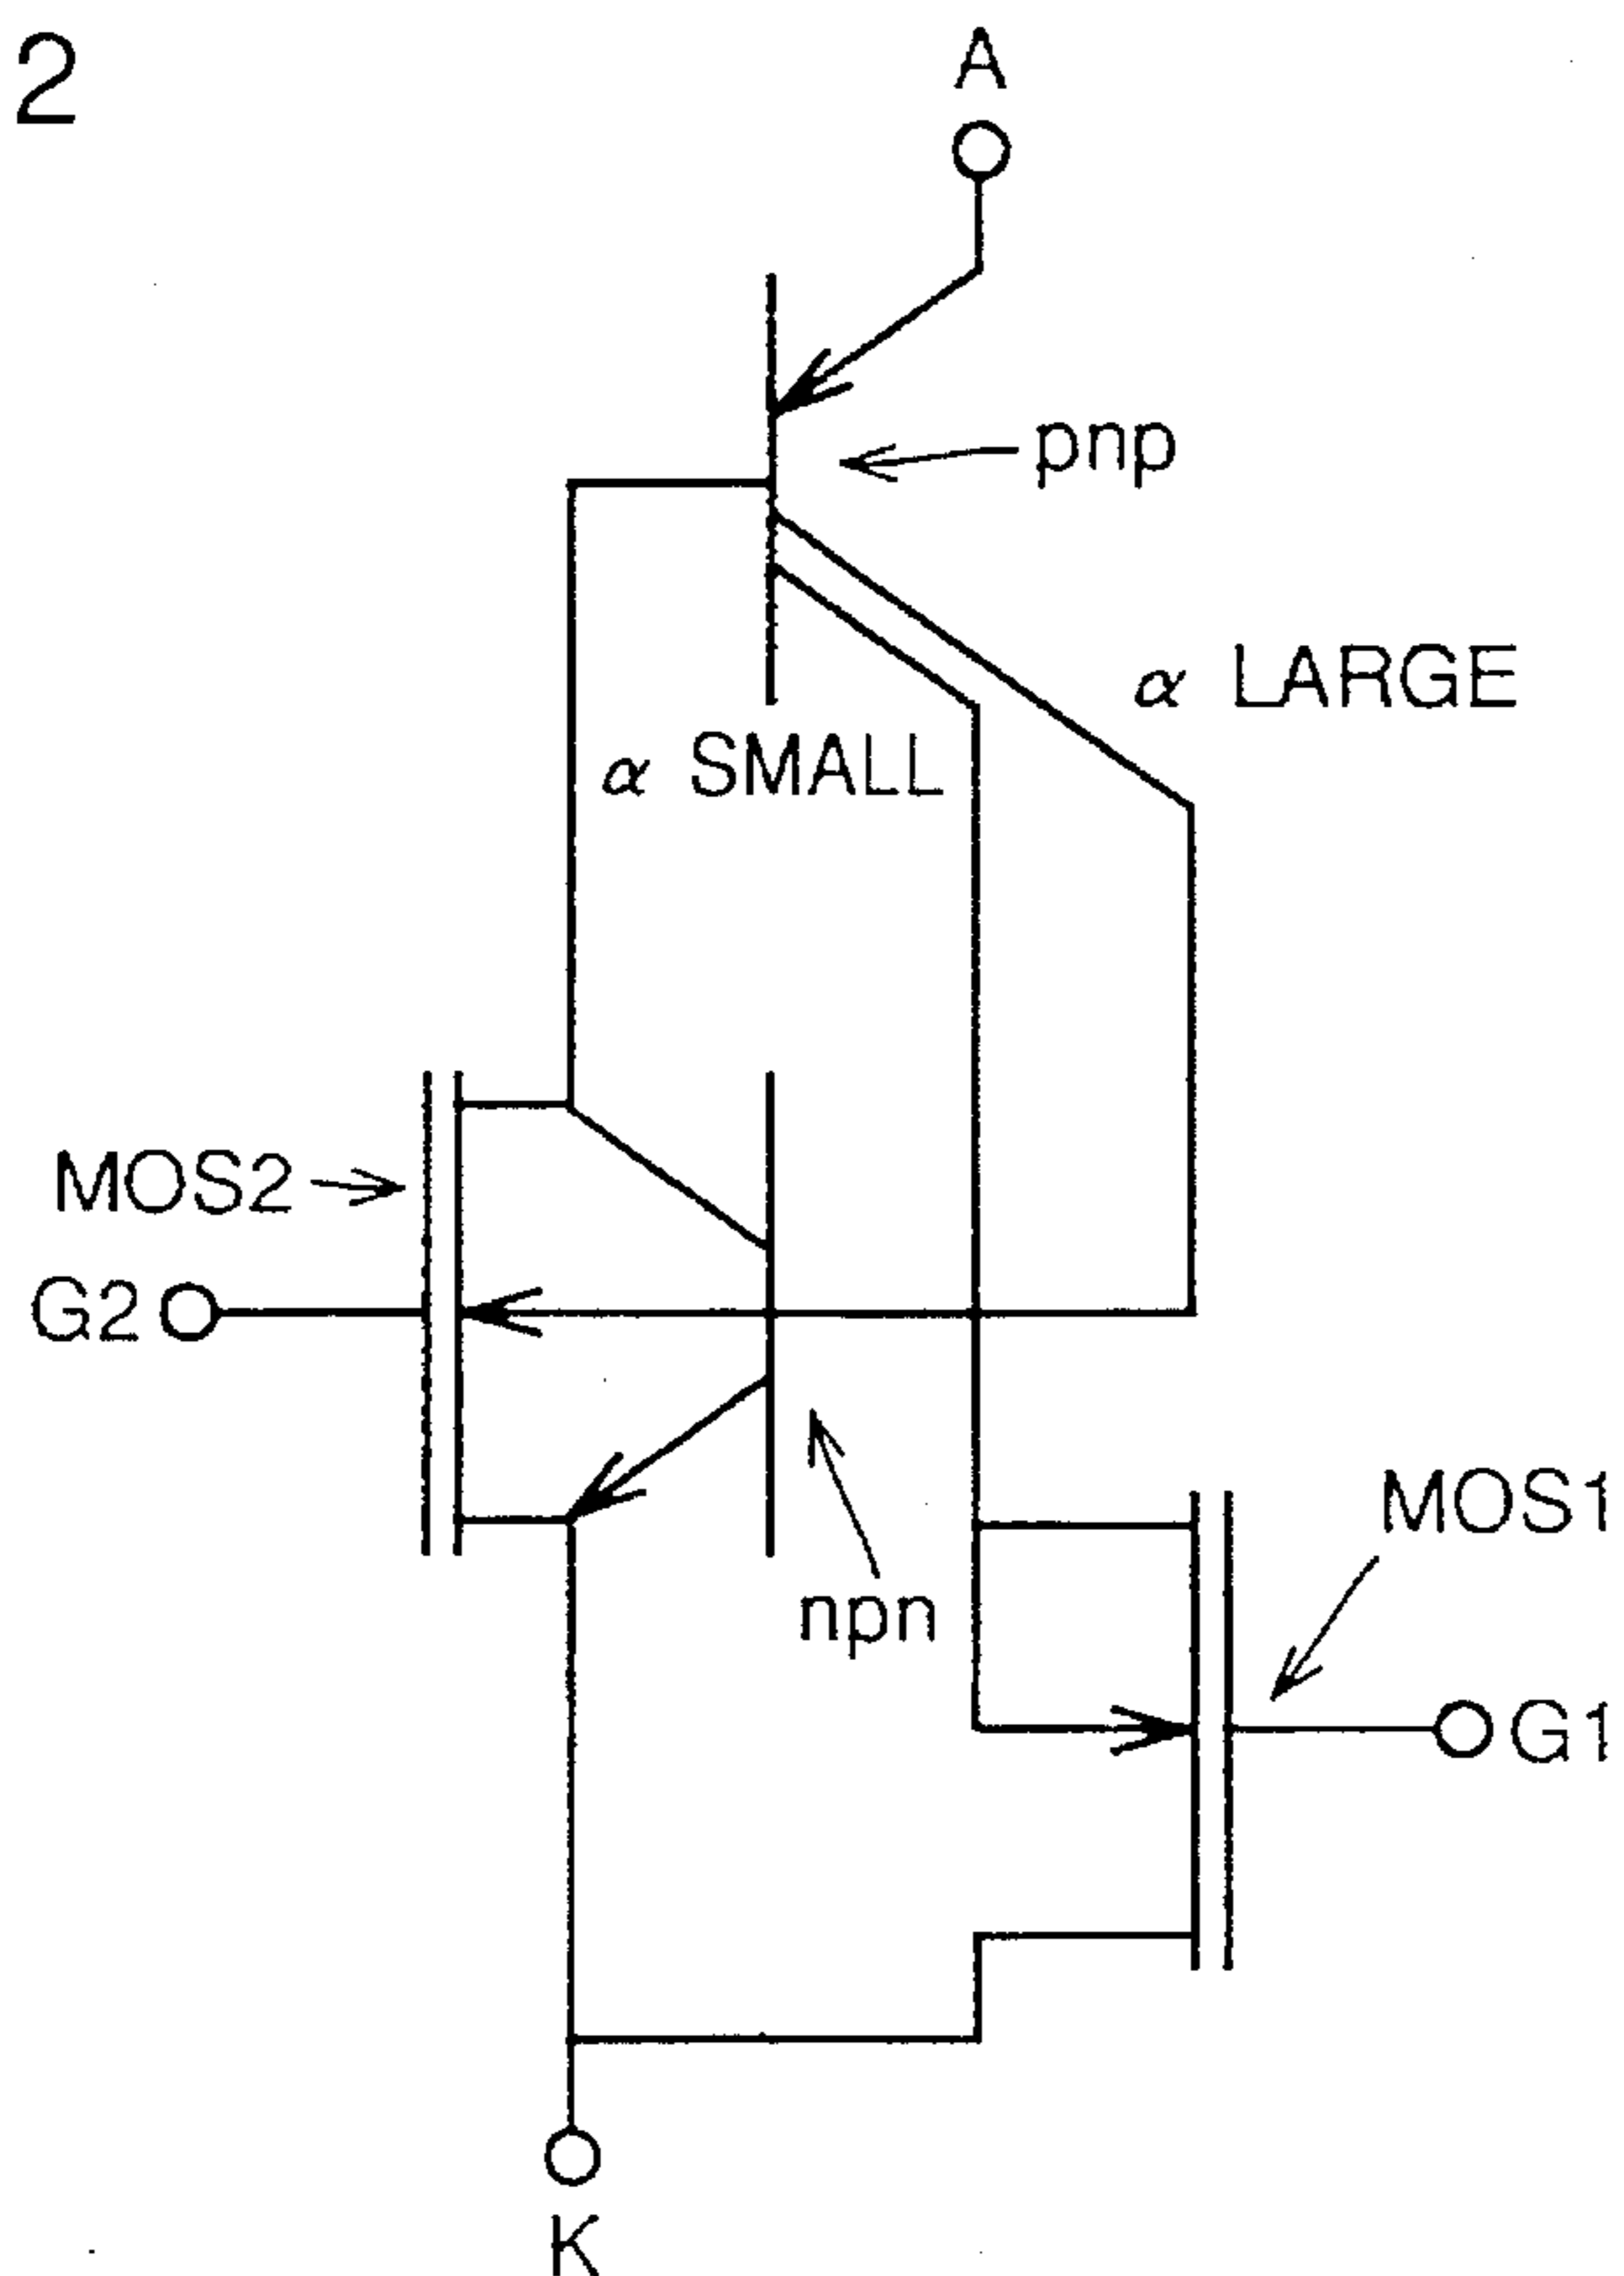 2
A
pnp
α LARGE
α SMALL
MOS2
G2
MOS1
npn
G1
K